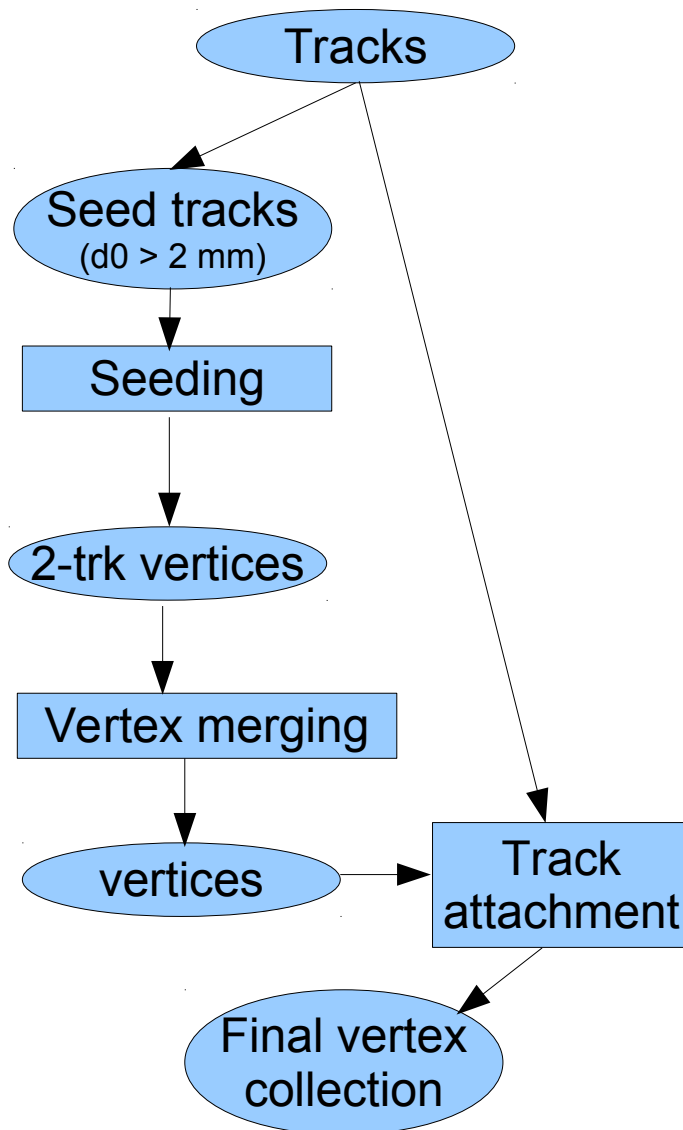 Tracks
Seed tracks
(d0 > 2 mm)
Seeding
2-trk vertices
Vertex merging
vertices
Track
attachment
Final vertex
collection